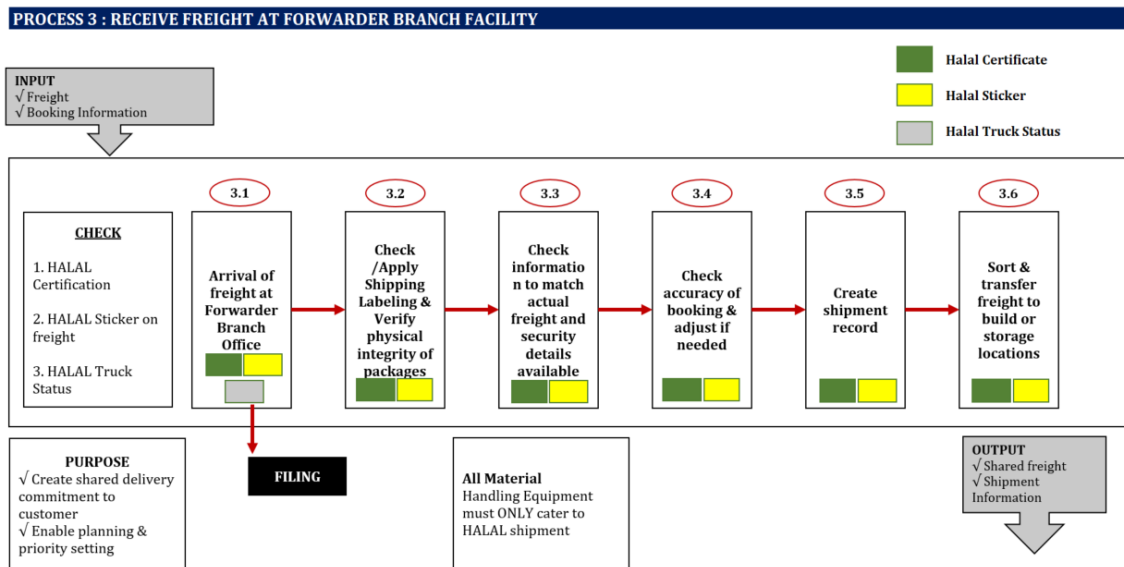 PROCESS 3 : RECEIVE FREIGHT AT FORWARDER BRANCH FACILITY
Halal Certificate
Halal Sticker
Halal Truck Status
INPUT
√ Freight
√ Booking Information
CHECK
1. HALAL
Certification
2. HALAL Sticker on
freight
3. HALAL Truck
Status
3.1
Arrival of
freight at
Forwarder
Branch
Office
3.2
Check
/Apply
Shipping
Labeling &
Verify
physical
integrity of
packages
3.3
Check
informatio
n to match
actual
freight and
security
details
available
3.4
Check
accuracy of
booking &
adjust if
needed
3.5
Create
shipment
record
3.6
Sort &
transfer
freight to
build or
storage
locations
PURPOSE
√ Create shared delivery
commitment to
customer
√ Enable planning &
priority setting
FILING
All Material
Handling Equipment
must ONLY cater to
HALAL shipment
OUTPUT
√ Shared freight
√ Shipment
Information